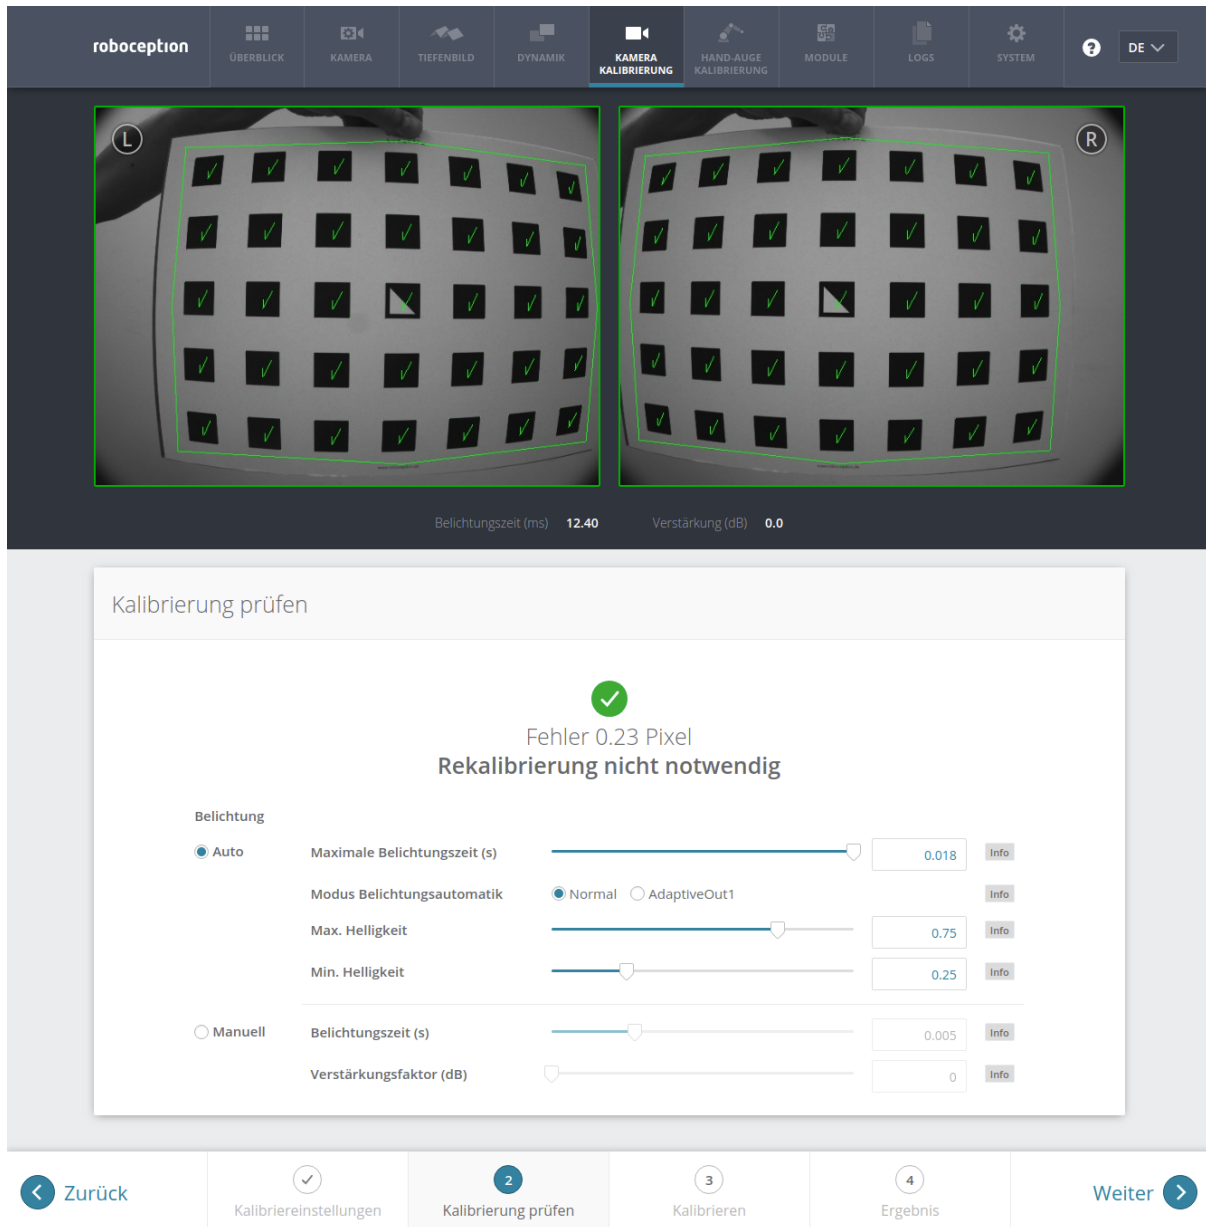 roboception
ÜBERBLICK
KAMERA
TIEFENBILD
DYNAMIK
KAMERA
KALIBRIERUNG
HAND-AUGE
KALIBRIERUNG
MODULE
LOGS
SYSTEM
?
DE
L
R
Belichtungszeit (ms) 12.40 Verstärkung (dB) 0.0
Kalibrierung prüfen
Fehler 0.23 Pixel
Rekalibrierung nicht notwendig
Belichtung
Auto Maximale Belichtungszeit (s) 0.018 Info
Modus Belichtungsautomatik Normal AdaptiveOut1 Info
Max. Helligkeit 0.75 Info
Min. Helligkeit 0.25 Info
Manuell Belichtungszeit (s) 0.005 Info
Verstärkungsfaktor (dB) 0 Info
Zurück
Kalibriereinstellungen
2
Kalibrierung prüfen
3
Kalibrieren
4
Ergebnis
Weiter